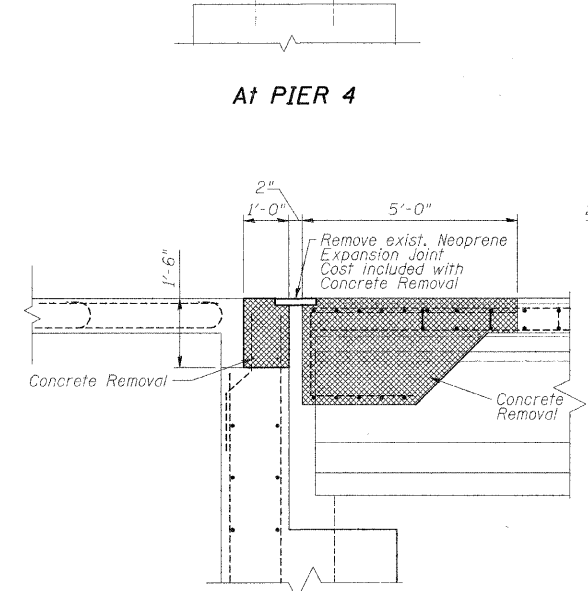 At PIER 4
2"
1'-0"
5'-0"
1'-6"
Remove exist. Neoprene
Expansion Joint
Cost included with
Concrete Removal
Concrete Removal
Concrete
Removal